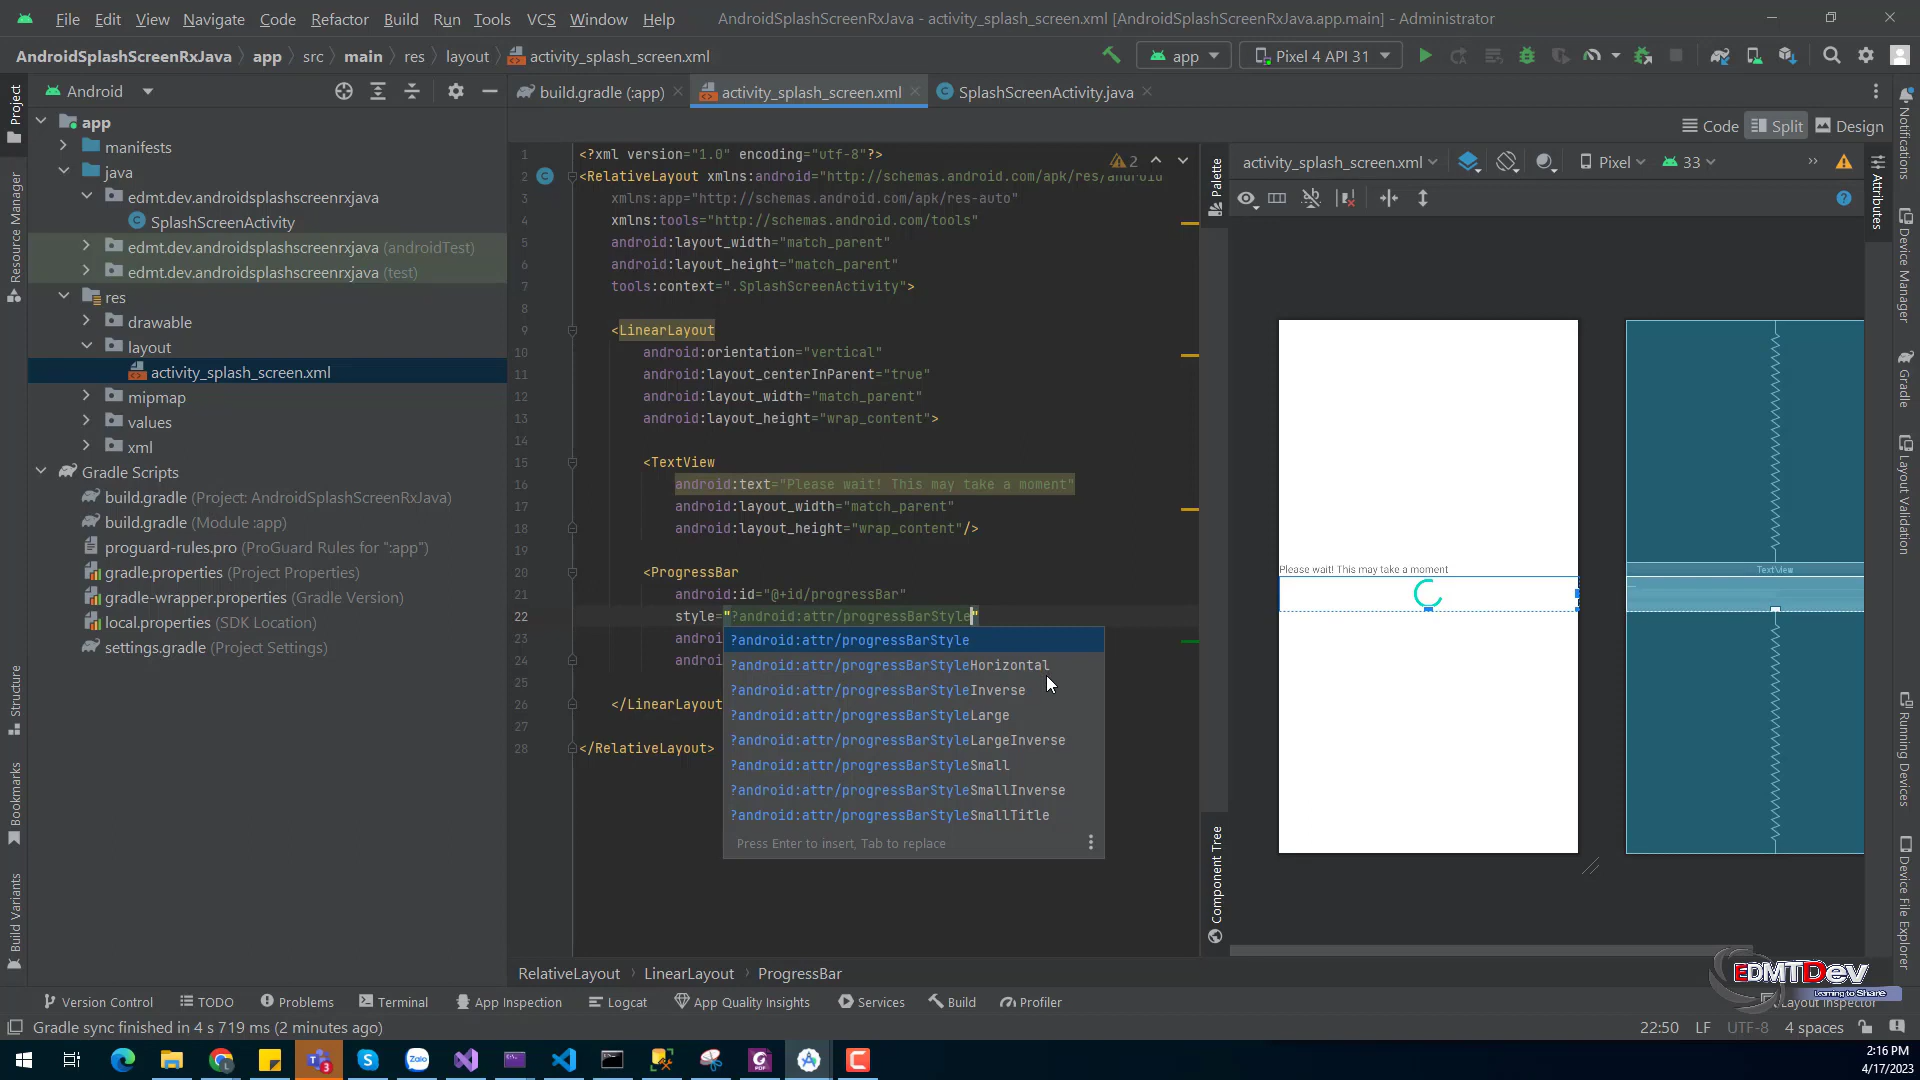 File Edit View Navigate Code Refactor Build Run Tools VCS Window Help AndroidSplashScreenRxJava - activity_splash_screen.xml [AndroidSplashScreenRxJava.app.main] - Administrator
AndroidSplashScreenRxJava app src main res layout activity_splash_screen.xml app Pixel 4 API 31
Android build.gradle (:app) activity_splash_screen.xml SplashScreenActivity.java
Code Split Design
activity_splash_screen.xml Pixel 33
Project
Resource Manager
Structure
Bookmarks
Build Variants
app
manifests
java
edmt.dev.androidsplashscreenrxjava
SplashScreenActivity
edmt.dev.androidsplashscreenrxjava (androidTest)
edmt.dev.androidsplashscreenrxjava (test)
res
drawable
layout
activity_splash_screen.xml
mipmap
values
xml
Gradle Scripts
build.gradle (Project: AndroidSplashScreenRxJava)
build.gradle (Module :app)
proguard-rules.pro (ProGuard Rules for ":app")
gradle.properties (Project Properties)
gradle-wrapper.properties (Gradle Version)
local.properties (SDK Location)
settings.gradle (Project Settings)
1 <?xml version="1.0" encoding="utf-8"?> 2
2 <RelativeLayout xmlns:android="http://schemas.android.com/apk/res/android
3 xmlns:app="http://schemas.android.com/apk/res-auto"
4 xmlns:tools="http://schemas.android.com/tools"
5 android:layout_width="match_parent"
6 android:layout_height="match_parent"
7 tools:context=".SplashScreenActivity">
8
9 <LinearLayout
10 android:orientation="vertical"
11 android:layout_centerInParent="true"
12 android:layout_width="match_parent"
13 android:layout_height="wrap_content">
14
15 <TextView
16 android:text="Please wait! This may take a moment"
17 android:layout_width="match_parent"
18 android:layout_height="wrap_content"/>
19
20 <ProgressBar
21 android:id="@+id/progressBar"
22 style="?android:attr/progressBarStyle"
23 androi
24 androi
25
26 </LinearLayout
27
28 </RelativeLayout>
?android:attr/progressBarStyle
?android:attr/progressBarStyleHorizontal
?android:attr/progressBarStyleInverse
?android:attr/progressBarStyleLarge
?android:attr/progressBarStyleLargeInverse
?android:attr/progressBarStyleSmall
?android:attr/progressBarStyleSmallInverse
?android:attr/progressBarStyleSmallTitle
Press Enter to insert, Tab to replace
Palette
Component Tree
Please wait! This may take a moment
TextView
Attributes
Notifications
Device Manager
Gradle
Layout Validation
Running Devices
Device File Explorer
RelativeLayout LinearLayout ProgressBar
EDMTDev
Learning to Share
Version Control TODO Problems Terminal App Inspection Logcat App Quality Insights Services Build Profiler Layout Inspector
Gradle sync finished in 4 s 719 ms (2 minutes ago) 22:50 LF UTF-8 4 spaces
Zalo
3
2:16 PM
4/17/2023